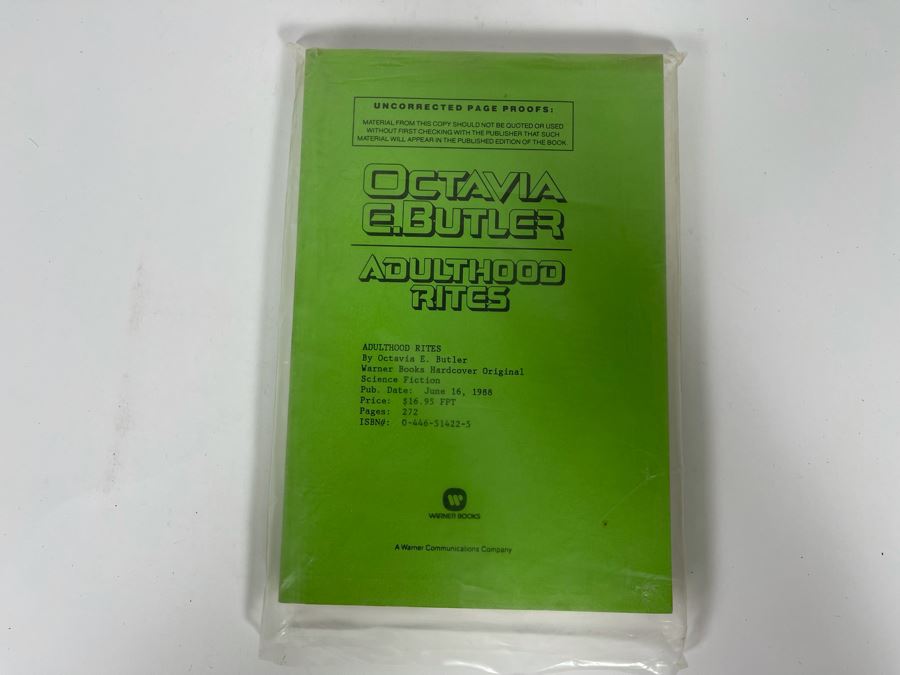 UNCORRECTED PAGE PROOFS:
MATERIAL FROM THIS COPY SHOULD NOT BE QUOTED OR USED
WITHOUT FIRST CHECKING WITH THE PUBLISHER THAT SUCH
MATERIAL WILL APPEAR IN THE PUBLISHED EDITION OF THE BOOK.
OCTAVIA
E. BUTLER
ADULTHOOD
RITES
ADULTHOOD RITES
By Octavia E. Butler
Warner Books Hardcover Original
Science Fiction
Pub. Date: June 16, 1988
Price: $16.95 FPT
Pages: 272
ISBN#: 0-446-51422-5
WARNER BOOKS
A Warner Communications Company